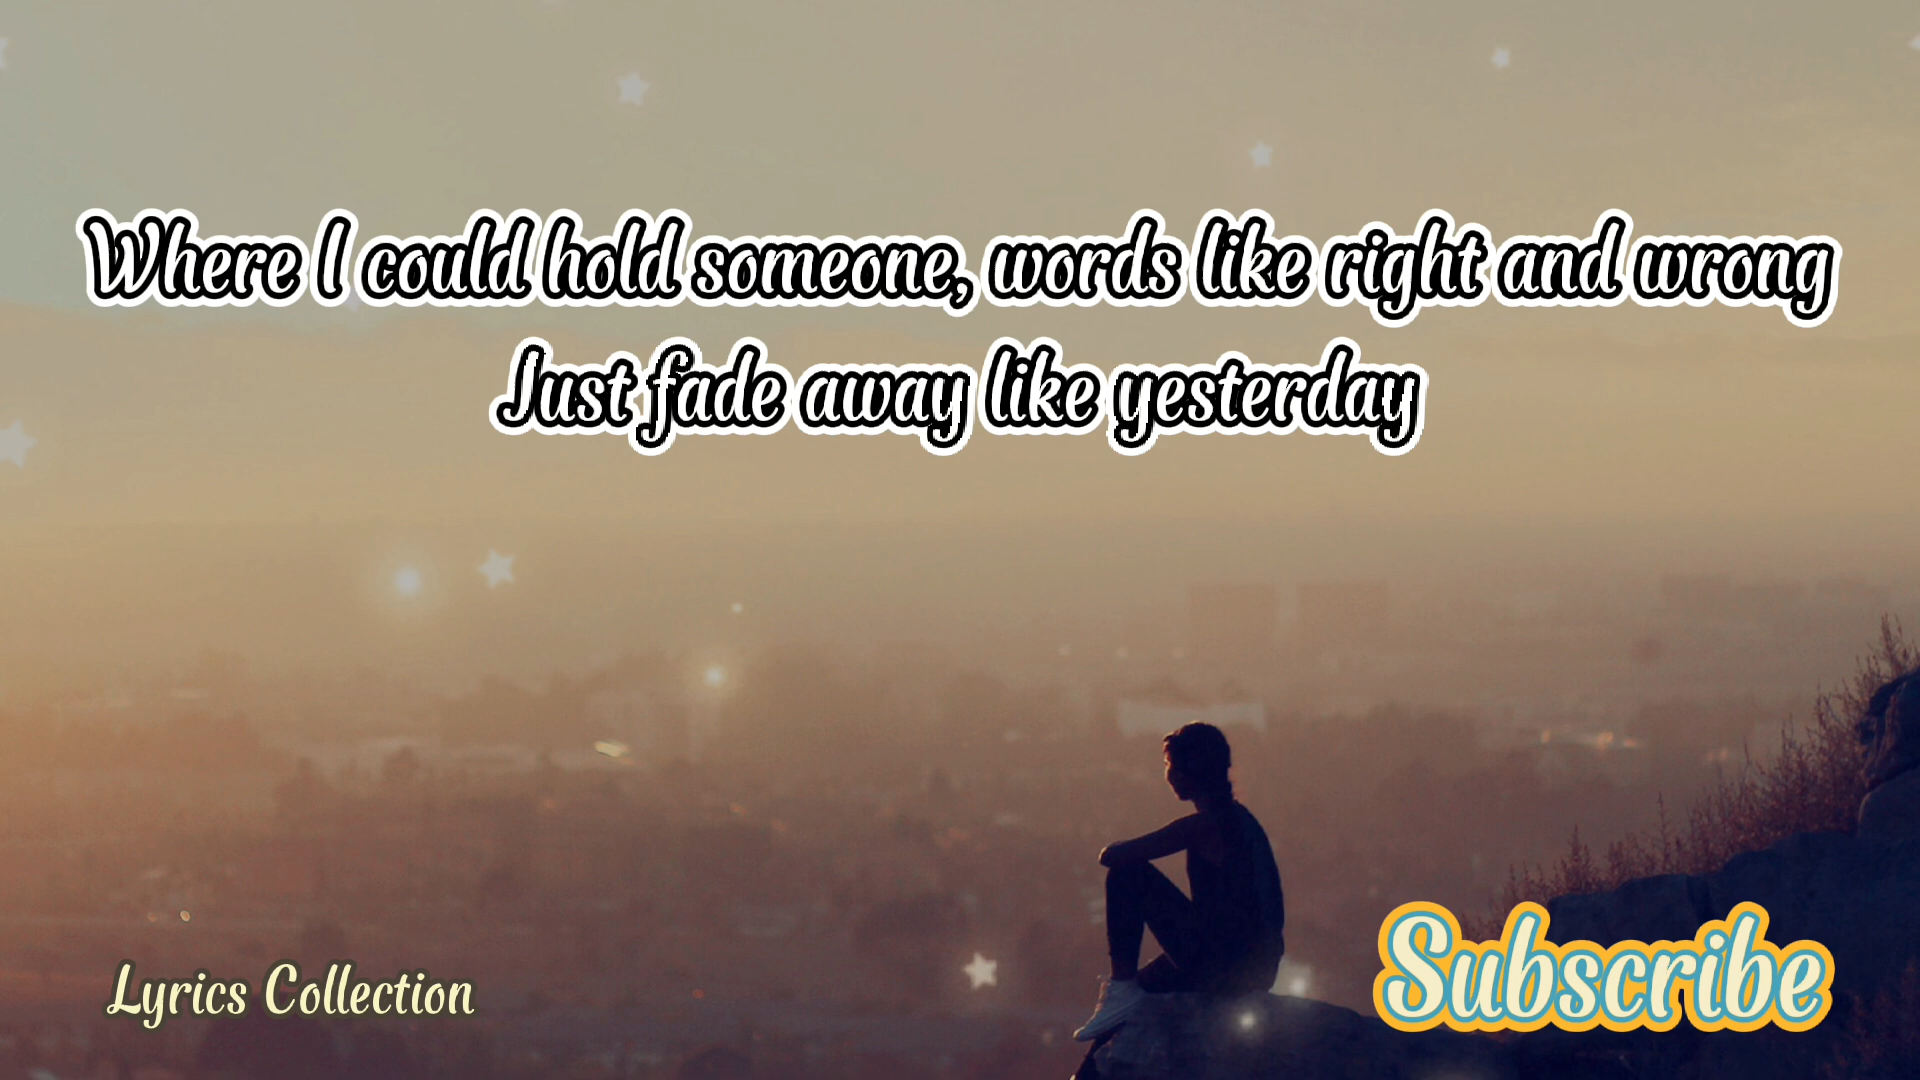 Where I could hold someone, words like right and wrong
Just fade away like yesterday
Lyrics Collection
Subscribe